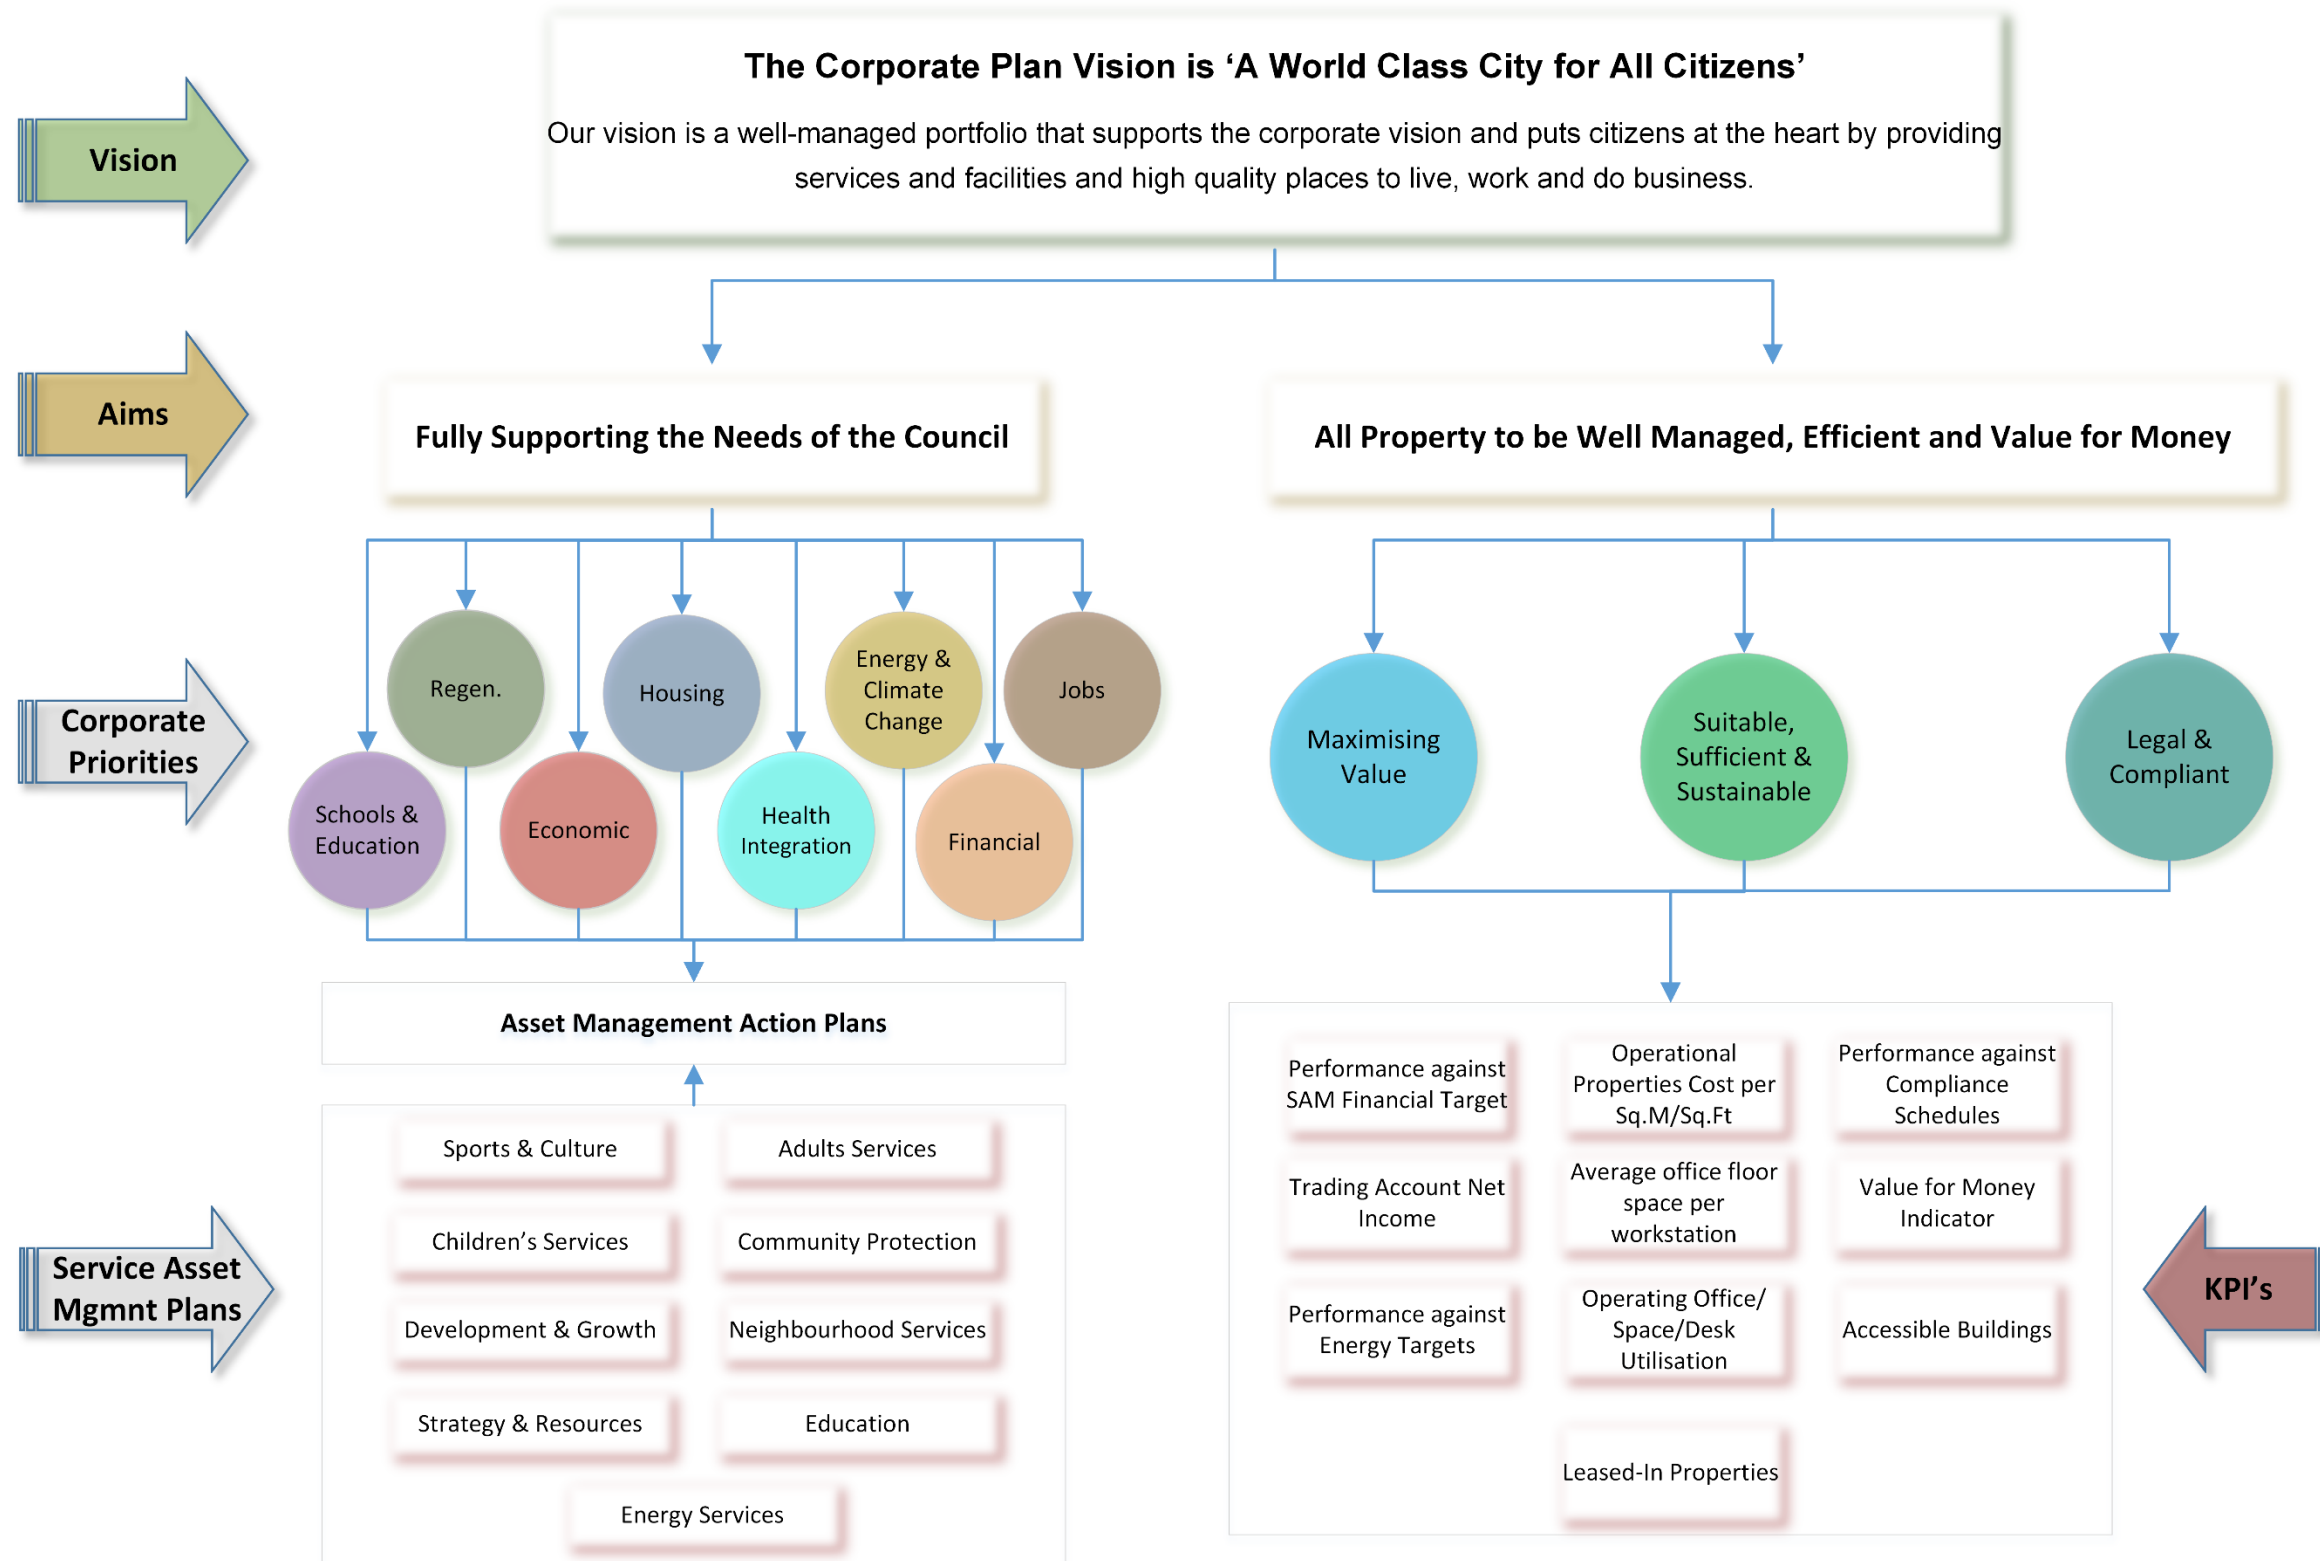 The Corporate Plan Vision is ‘A World Class City for All Citizens’
Our vision is a well-managed portfolio that supports the corporate vision and puts citizens at the heart by providing
services and facilities and high quality places to live, work and do business.
Vision
Aims
Fully Supporting the Needs of the Council
All Property to be Well Managed, Efficient and Value for Money
Corporate
Priorities
Schools &
Education
Regen.
Economic
Housing
Health
Integration
Energy &
Climate
Change
Financial
Jobs
Maximising
Value
Suitable,
Sufficient &
Sustainable
Legal &
Compliant
Asset Management Action Plans
Service Asset
Mgmnt Plans
Sports & Culture
Adults Services
Children’s Services
Community Protection
Development & Growth
Neighbourhood Services
Strategy & Resources
Education
Energy Services
Performance against
SAM Financial Target
Operational
Properties Cost per
Sq.M/Sq.Ft
Performance against
Compliance
Schedules
Trading Account Net
Income
Average office floor
space per
workstation
Value for Money
Indicator
Performance against
Energy Targets
Operating Office/
Space/Desk
Utilisation
Accessible Buildings
Leased-In Properties
KPI’s